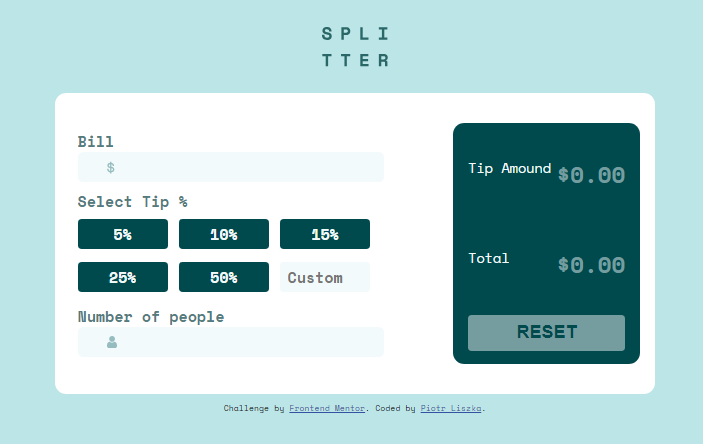 SPLI
TTER
Bill
$
Select Tip %
5% 10% 15%
25% 50% Custom
Number of people
Tip Amound $0.00
Total $0.00
RESET
Challenge by Frontend Mentor. Coded by Piotr Liszka.